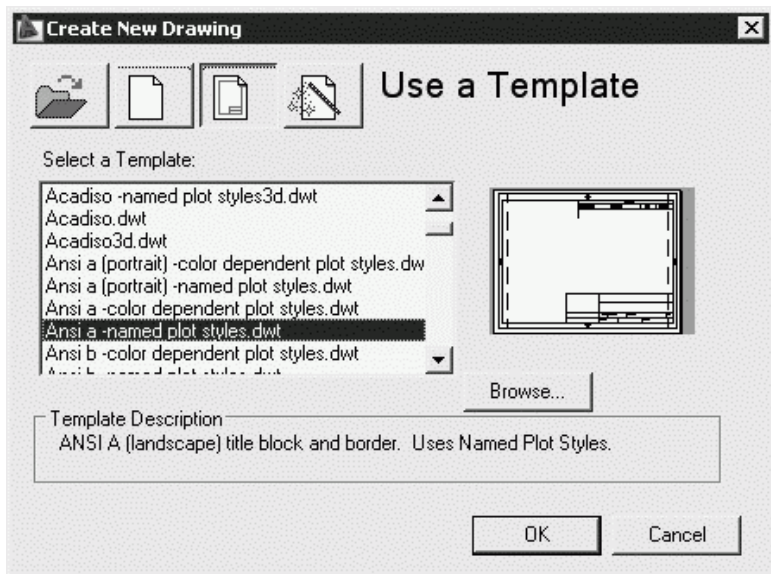 Create New Drawing
Use a Template
Select a Template:
Acadiso -named plot styles3d.dwt
Acadiso.dwt
Acadiso3d.dwt
Ansi a (portrait) -color dependent plot styles.dw
Ansi a (portrait) -named plot styles.dwt
Ansi a -color dependent plot styles.dwt
Ansi a -named plot styles.dwt
Ansi b -color dependent plot styles.dwt
Browse...
Template Description
ANSI A (landscape) title block and border. Uses Named Plot Styles.
OK
Cancel